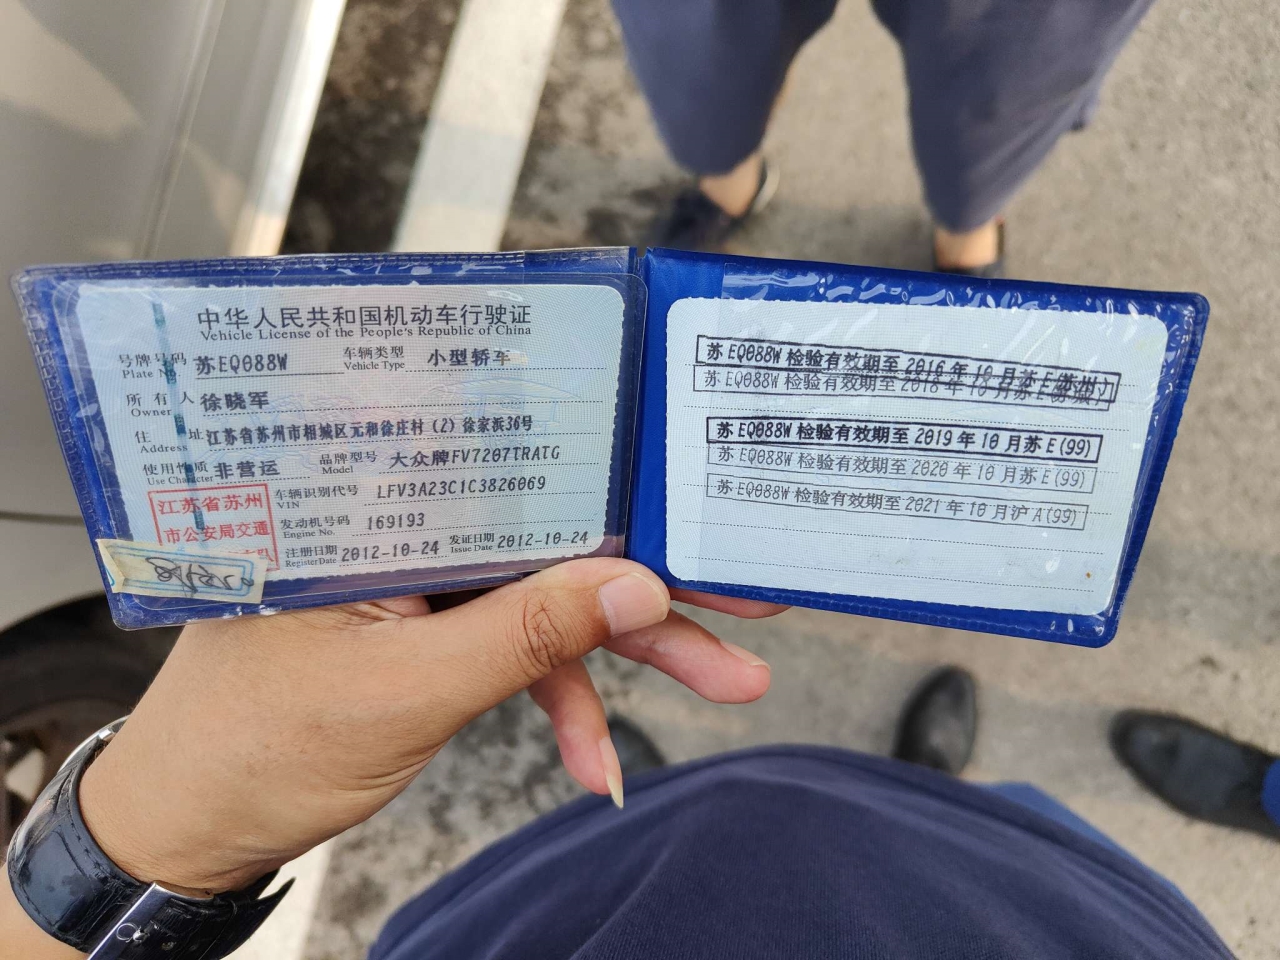 中华人民共和国机动车行驶证
Vehicle License of the People's Republic of China
号牌号码 苏EQ088W 车辆类型 小型轿车
Plate No. Vehicle Type
所有人 徐晓军
Owner
住址 江苏省苏州市相城区元和徐庄村(2)徐家浜36号
Address
使用性质 非营运 品牌型号 大众牌FV7207TRATG
Use Character Model
江苏省苏州
市公安局交通
车辆识别代号 LFV3A23C1C3826069
VIN
发动机号码 169193
Engine No.
注册日期 2012-10-24 发证日期 2012-10-24
Register Date Issue Date
苏EQ088W 检验有效期至 2016 年 10 月苏E(苏州)
苏EQ088W 检验有效期至 2018 年 10 月苏E
苏EQ088W 检验有效期至 2019 年 10 月苏E(99)
苏EQ088W 检验有效期至 2020 年 10 月苏E(99)
苏EQ088W 检验有效期至 2021 年 10 月沪A(99)